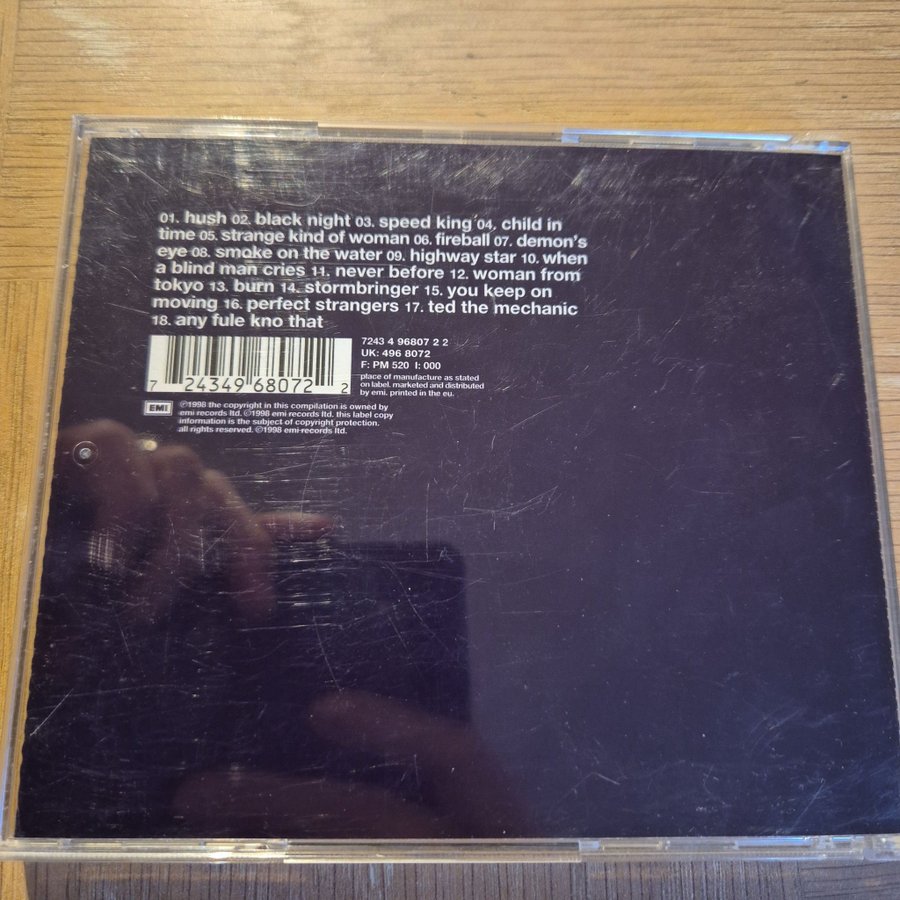 01. hush 02. black night 03. speed king 04. child in
time 05. strange kind of woman 06. fireball 07. demon's
eye 08. smoke on the water 09. highway star 10. when
a blind man cries 11. never before 12. woman from
tokyo 13. burn 14. stormbringer 15. you keep on
moving 16. perfect strangers 17. ted the mechanic
18. any fule kno that
7243 4 96807 2 2
UK: 496 8072
F: PM 520 I: 000
place of manufacture as stated
on label. marketed and distributed
by emi. printed in the eu.
7 24349 68072 2
EMI
℗1998 the copyright in this compilation is owned by
emi records ltd. ©1998 emi records ltd. this label copy
information is the subject of copyright protection.
all rights reserved. ©1998 emi records ltd.